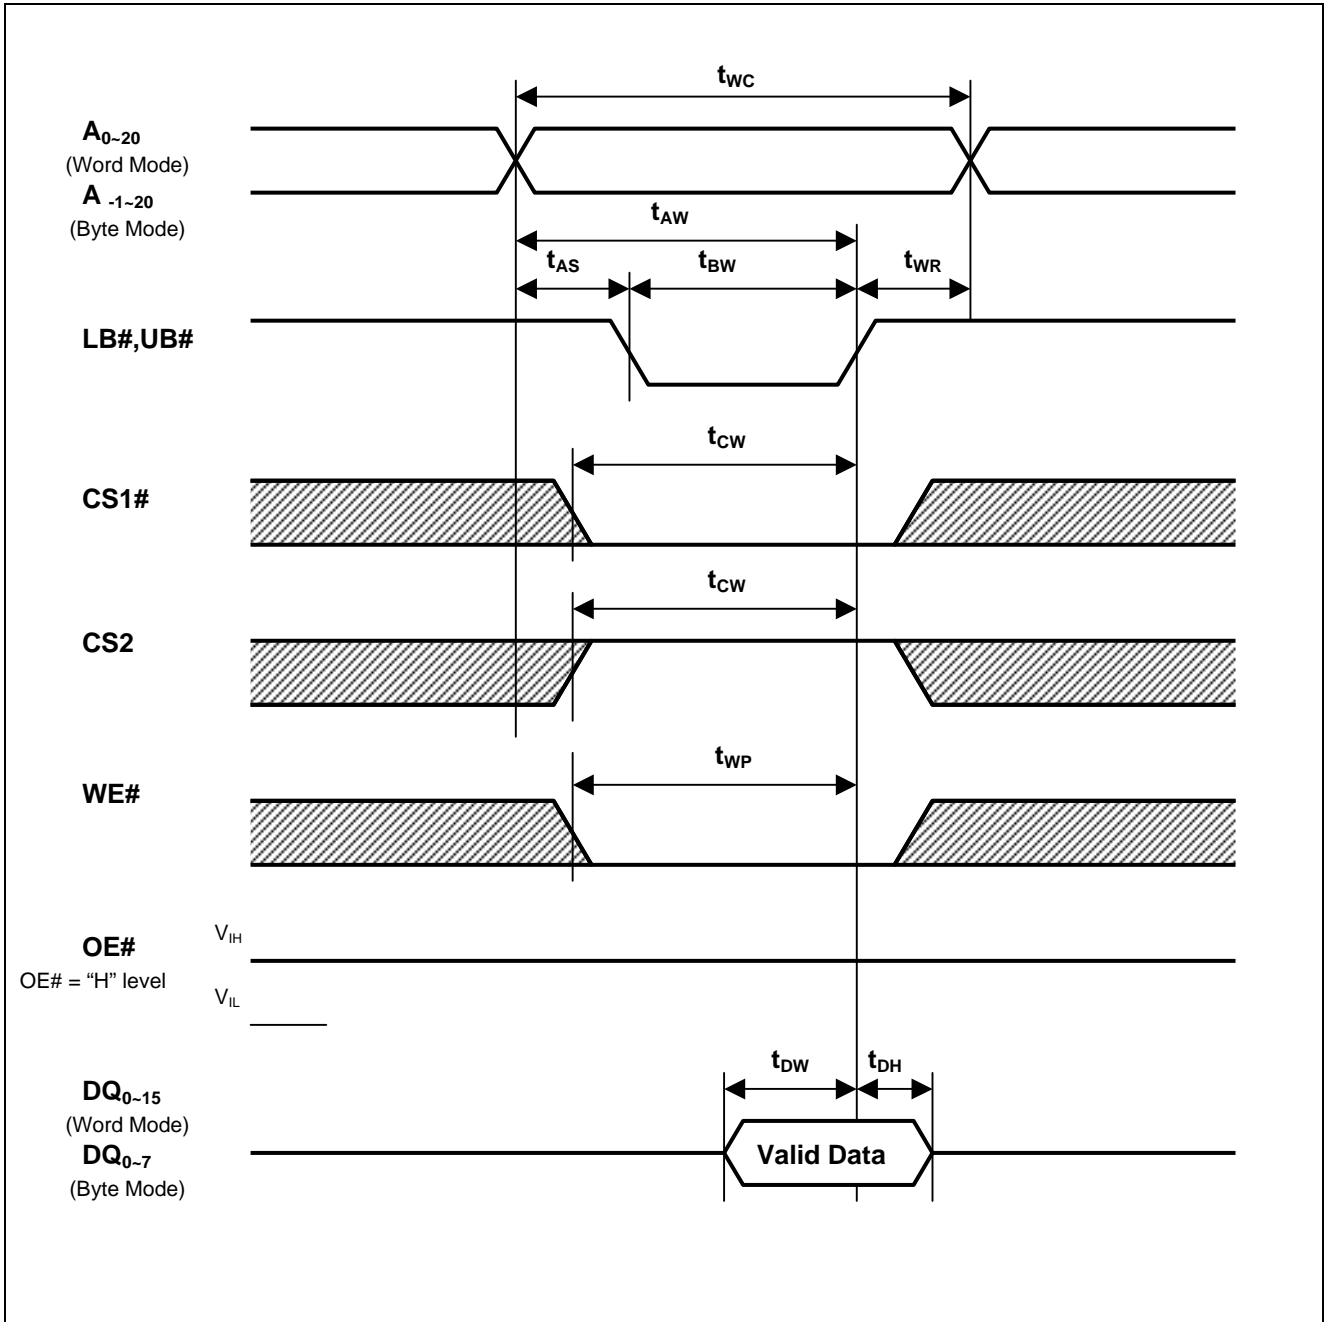 tWC
A0~20
(Word Mode)
A -1~20
(Byte Mode)
tAW
tAS
tBW
tWR
LB#,UB#
tCW
CS1#
tCW
CS2
tWP
WE#
VIH
OE#
OE# = “H” level
VIL
tDW
tDH
DQ0~15
(Word Mode)
DQ0~7
(Byte Mode)
Valid Data